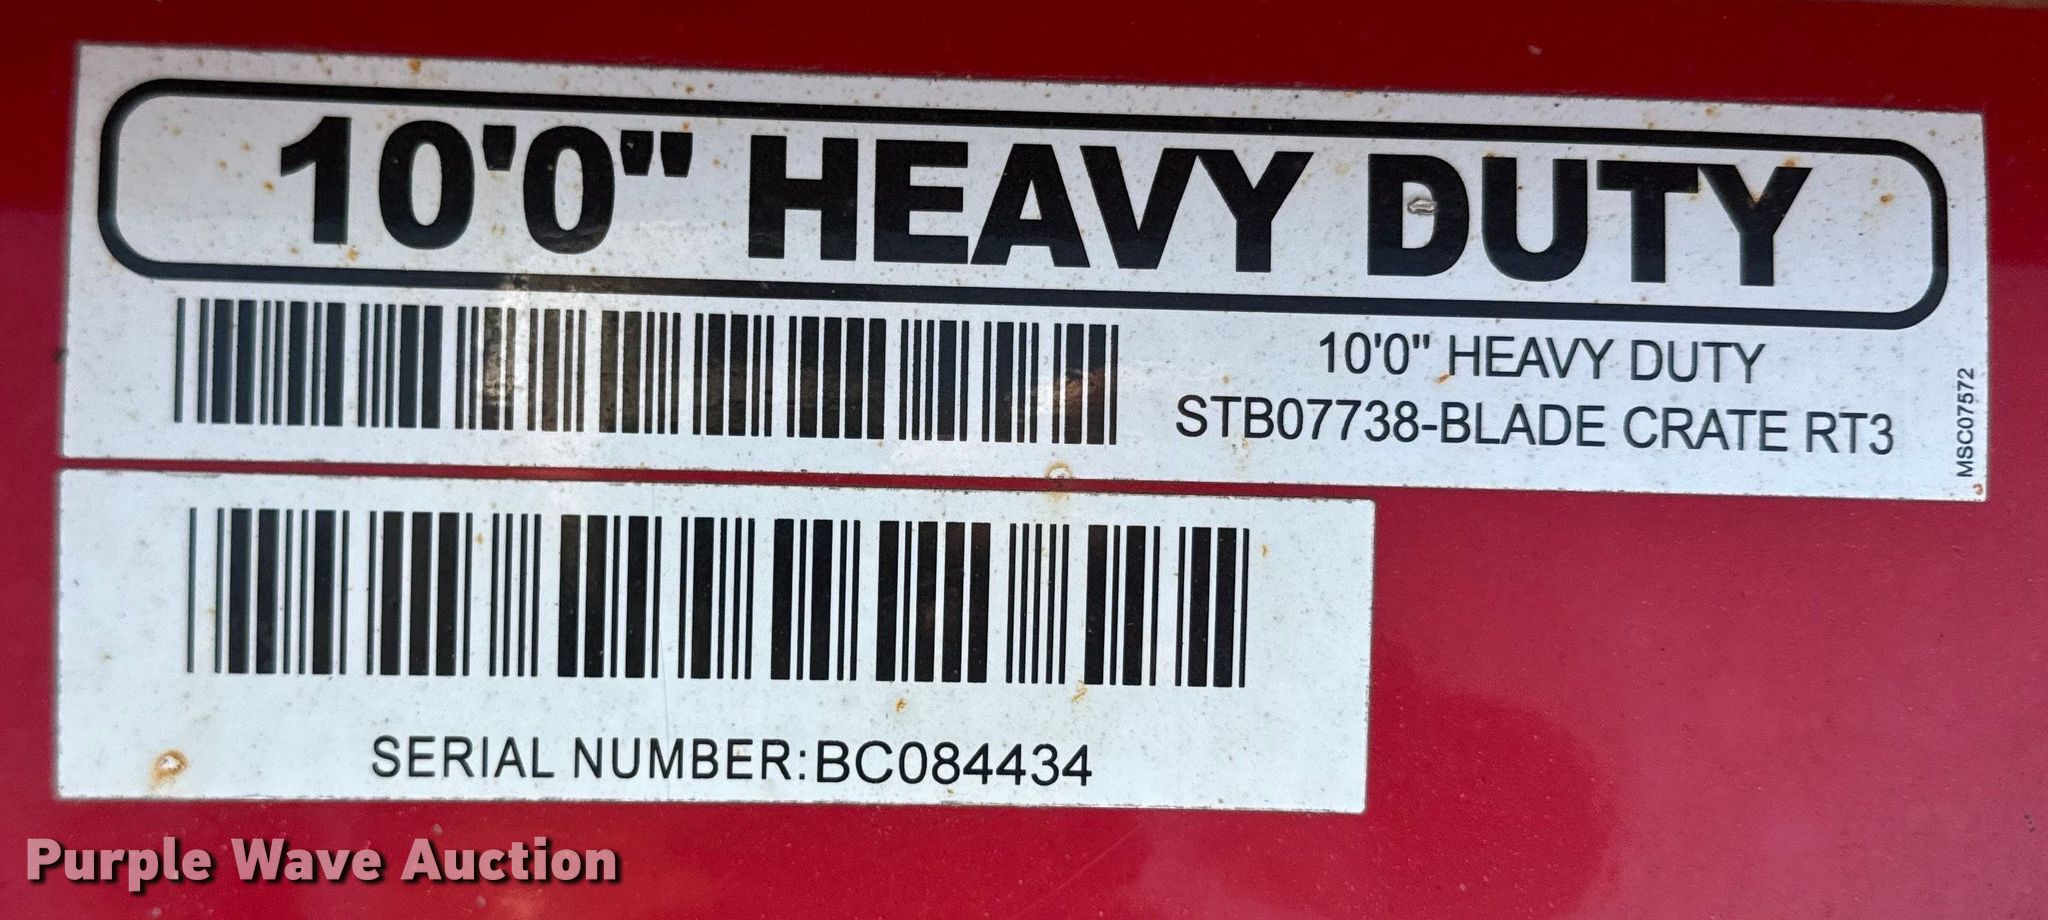 10'0" HEAVY DUTY
10'0" HEAVY DUTY
STB07738-BLADE CRATE RT3
MSC07572
SERIAL NUMBER:BC084434
Purple Wave Auction